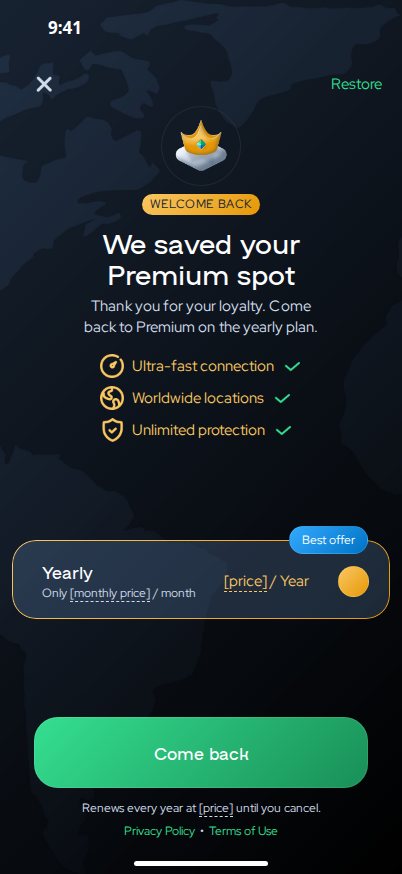 9:41
Restore
WELCOME BACK
We saved your
Premium spot
Thank you for your loyalty. Come
back to Premium on the yearly plan.
Ultra-fast connection
Worldwide locations
Unlimited protection
Best offer
Yearly
Only [monthly price] / month
[price] / Year
Come back
Renews every year at [price] until you cancel.
Privacy Policy • Terms of Use